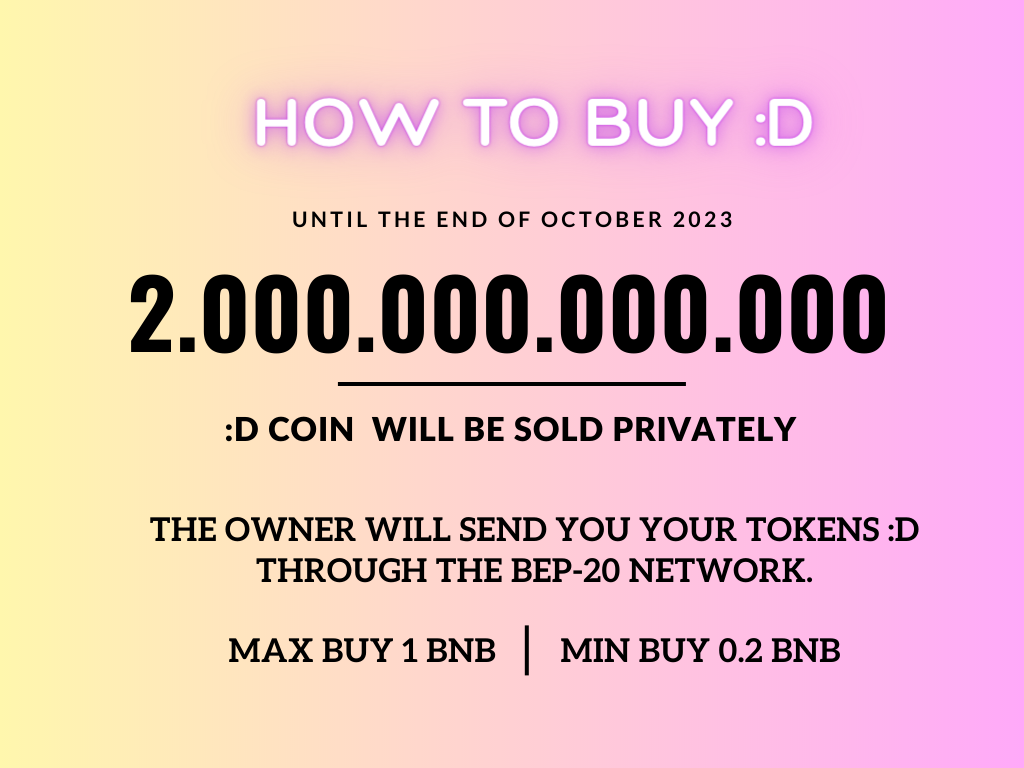 HOW TO BUY :D
UNTIL THE END OF OCTOBER 2023
2.000.000.000.000
:D COIN WILL BE SOLD PRIVATELY
THE OWNER WILL SEND YOU YOUR TOKENS :D
THROUGH THE BEP-20 NETWORK.
MAX BUY 1 BNB | MIN BUY 0.2 BNB